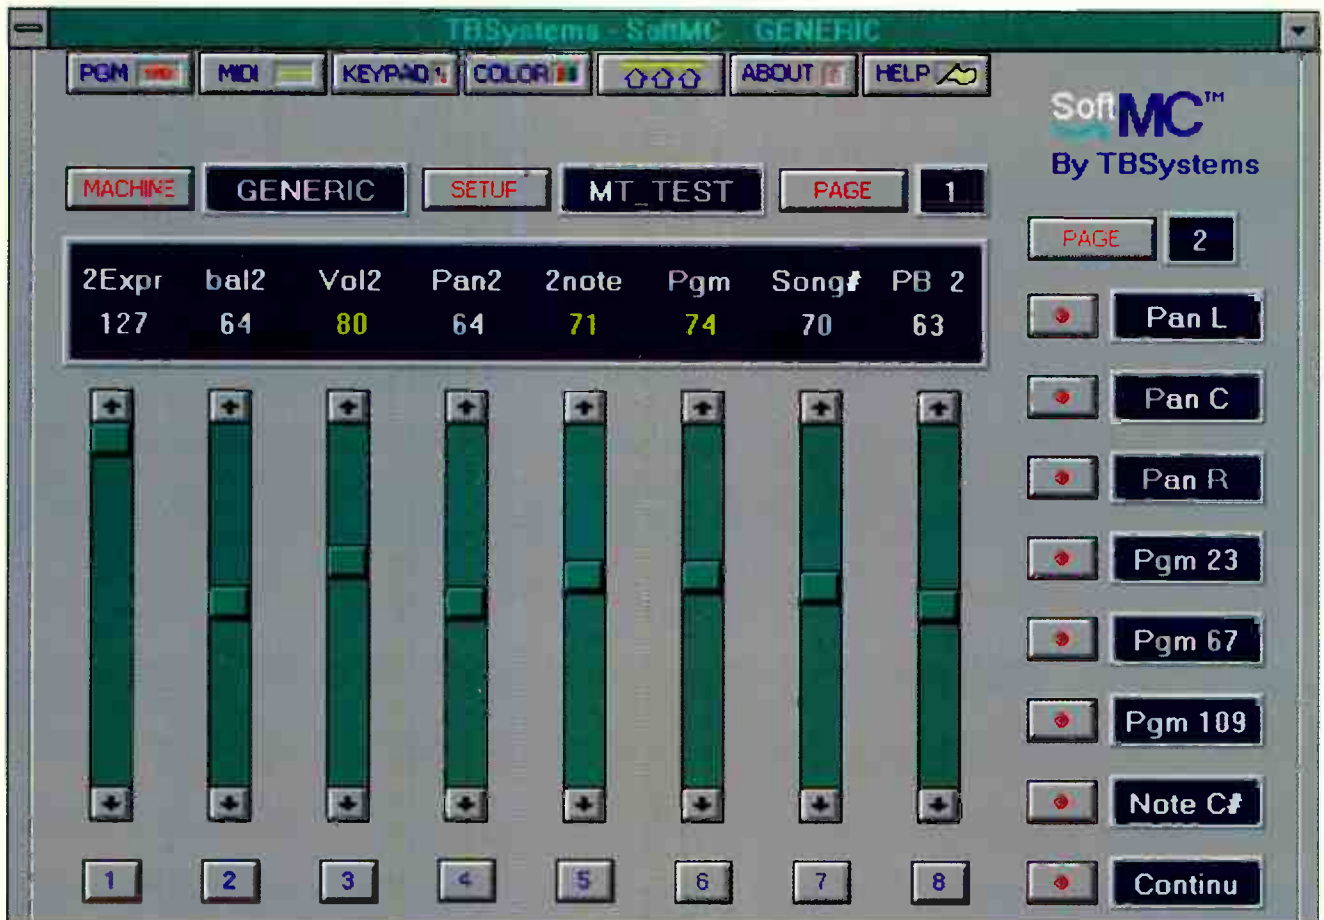 TBSystems - SoftMC GENERIC
PGM MIDI KEYPAD COLOR ABOUT HELP
SoftMC™
By TBSystems
MACHINE GENERIC SETUP MT_TEST PAGE 1
PAGE 2
2Expr bal2 Vol2 Pan2 2note Pgm Song# PB 2
127 64 80 64 71 74 70 63
Pan L
Pan C
Pan R
Pgm 23
Pgm 67
Pgm 109
Note C#
Continu
1 2 3 4 5 6 7 8